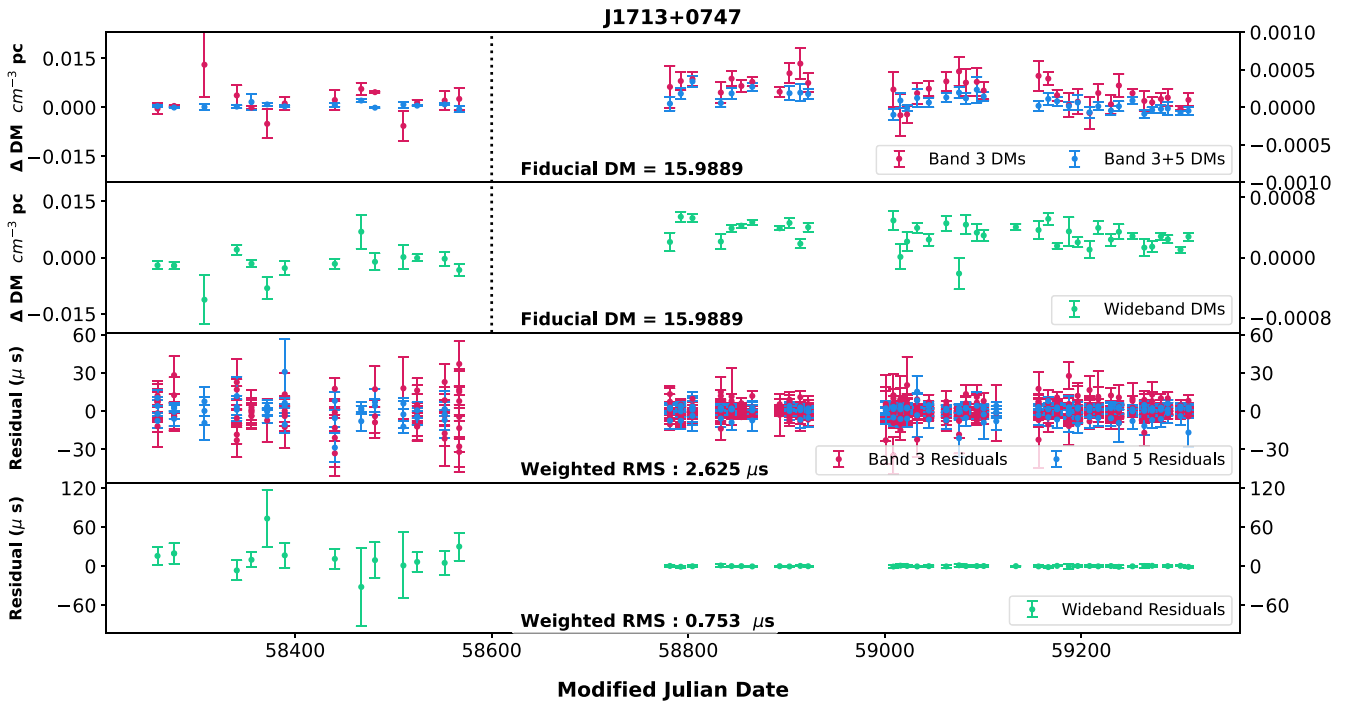 J1713+0747
Δ DM cm⁻³ pc
0.015
0.000
−0.015
0.0010
0.0005
0.0000
−0.0005
−0.0010
Band 3 DMs
Band 3+5 DMs
Fiducial DM = 15.9889
Δ DM cm⁻³ pc
0.015
0.000
−0.015
0.0008
0.0000
−0.0008
Wideband DMs
Fiducial DM = 15.9889
Residual (μ s)
60
30
0
−30
60
30
0
−30
Band 3 Residuals
Band 5 Residuals
Weighted RMS : 2.625 μs
Residual (μ s)
120
60
0
−60
120
60
0
−60
Wideband Residuals
Weighted RMS : 0.753 μs
58400
58600
58800
59000
59200
Modified Julian Date